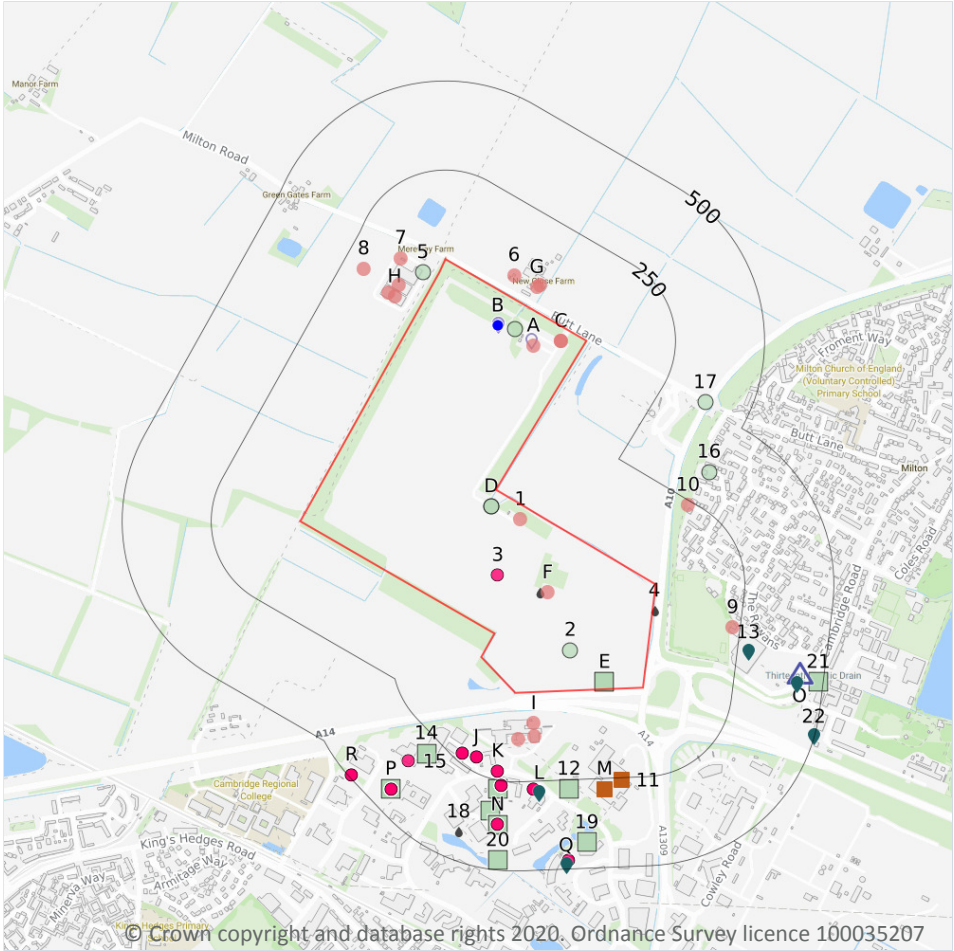 Manor Farm
Milton Road
Green Gates Farm
500
7
8
5
Mere Way Farm
6
G
H
New Close Farm
250
B
A
C
Butt Lane
Froment Way
Milton Church of England
(Voluntary Controlled)
Primary School
17
Butt Lane
16
Milton
10
A10
D
1
Coles Road
3
F
4
The Rowans
Cambridge Road
9
13
2
E
21
O
22
I
A14
A14
14
J
15
K
R
P
L
12
M
11
Cambridge Regional
College
N
18
20
19
Q
A1309
King's Hedges Road
Armitage Way
Minerva Way
Cowley Road
King's Hedges Primary
© Crown copyright and database rights 2020. Ordnance Survey licence 100035207